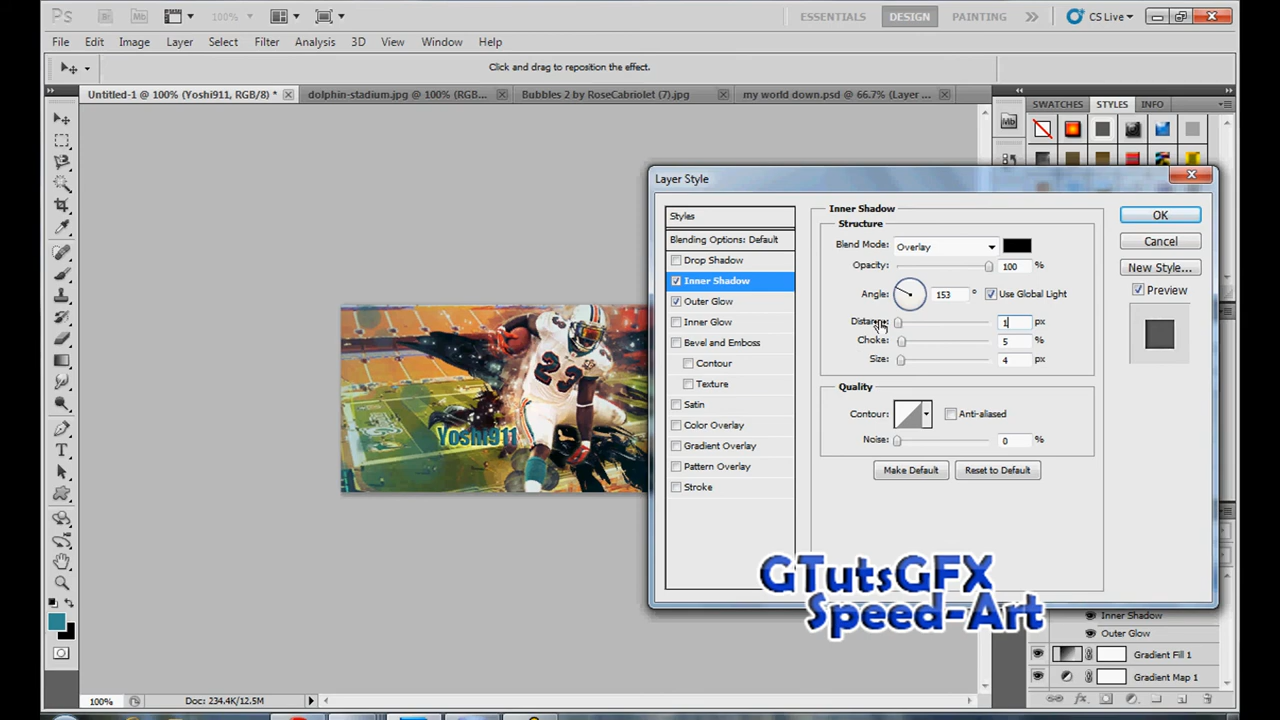 Ps Br Mb 100% ESSENTIALS DESIGN PAINTING CS Live
File Edit Image Layer Select Filter Analysis 3D View Window Help
Click and drag to reposition the effect.
Untitled-1 @ 100% (Yoshi911, RGB/8) * dolphin-stadium.jpg @ 100% (RGB... Bubbles 2 by RoseCabriolet (7).jpg my world down.psd @ 66.7% (Layer ...
SWATCHES STYLES INFO
Mb
Layer Style
Styles
Blending Options: Default
Drop Shadow
Inner Shadow
Outer Glow
Inner Glow
Bevel and Emboss
Contour
Texture
Satin
Color Overlay
Gradient Overlay
Pattern Overlay
Stroke
Inner Shadow
Structure
Blend Mode: Overlay
Opacity: 100 %
Angle: 153 ° Use Global Light
Distance: 1 px
Choke: 5 %
Size: 4 px
Quality
Contour: Anti-aliased
Noise: 0 %
Make Default Reset to Default
OK
Cancel
New Style...
Preview
23
Yoshi911
GTutsGFX
Speed-Art
Inner Shadow
Outer Glow
Gradient Fill 1
Gradient Map 1
100% Doc: 234.4K/12.5M